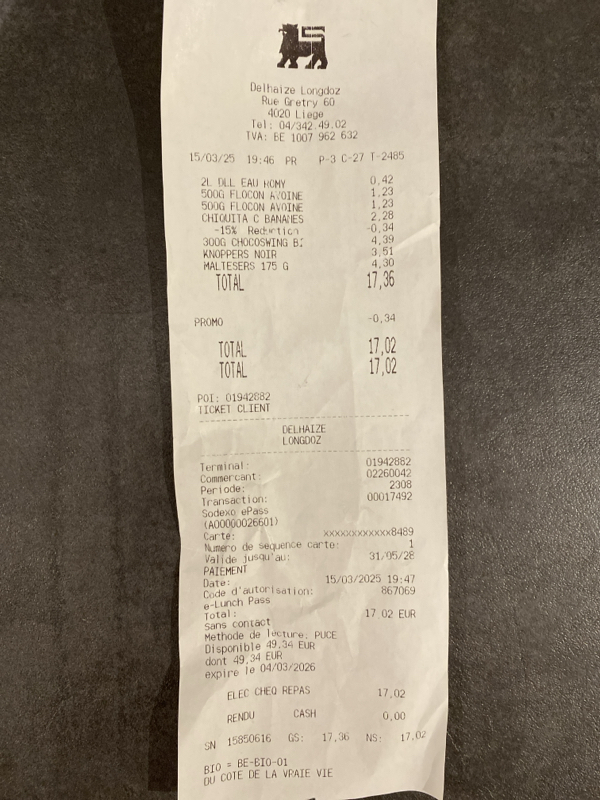 Delhaize Longdoz
Rue Gretry 60
4020 Liege
Tel: 04/342.49.02
TVA: BE 1007 962 632
15/03/25 19:46 PR P-3 C-27 T-2485
2L DLL EAU ROMY 0,42
500G FLOCON AVOINE 1,23
500G FLOCON AVOINE 1,23
CHIQUITA C BANANES 2,28
-15% Reduction -0,34
300G CHOCOSWING B: 4,39
KNOPPERS NOIR 3,51
MALTESERS 175 G 4,30
TOTAL 17,36
PROMO -0,34
TOTAL 17,02
TOTAL 17,02
POI: 01942882
TICKET CLIENT
DELHAIZE
LONGDOZ
Terminal: 01942882
Commercant: 02260042
Periode: 2308
Transaction: 00017492
Sodexo ePass
(A00000026601)
Carte: xxxxxxxxxxxx8489
Numero de sequence carte: 1
Valide jusqu'au: 31/05/28
PAIEMENT
Date: 15/03/2025 19:47
Code d'autorisation: 867069
e-Lunch Pass
Total: 17 02 EUR
Sans contact
Methode de lecture: PUCE
Disponible 49,34 EUR
dont 49,34 EUR
expire le 04/03/2026
ELEC CHEQ REPAS 17,02
RENDU CASH 0,00
SN 15850616 GS: 17,36 NS: 17,02
BIO = BE-BIO-01
DU COTE DE LA VRAIE VIE